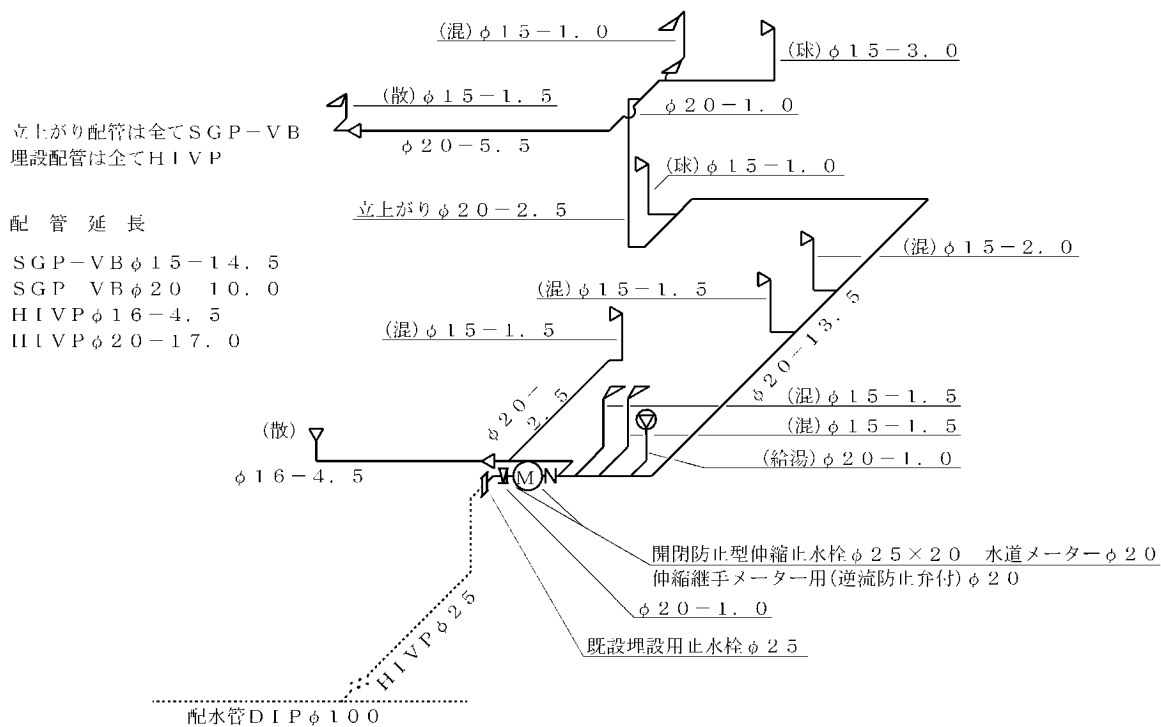 (混)φ15-1.0
(球)φ15-3.0
(散)φ15-1.5
φ20-1.0
立上がり配管は全てSGP-VB
埋設配管は全てHIVP
φ20-5.5
(球)φ15-1.0
立上がりφ20-2.5
配管延長
(混)φ15-2.0
SGP-VBφ15-14.5
SGP VBφ20 10.0
(混)φ15-1.5
HIVPφ16-4.5
(混)φ15-1.5
HIVPφ20-17.0
φ20-13.5
φ20-
2.5
(混)φ15-1.5
(散)
(混)φ15-1.5
(給湯)φ20-1.0
φ16-4.5
M
N
開閉防止型伸縮止水栓φ25×20 水道メーターφ20
伸縮継手メーター用(逆流防止弁付)φ20
φ20-1.0
HIVPφ25
既設埋設用止水栓φ25
配水管DIPφ100